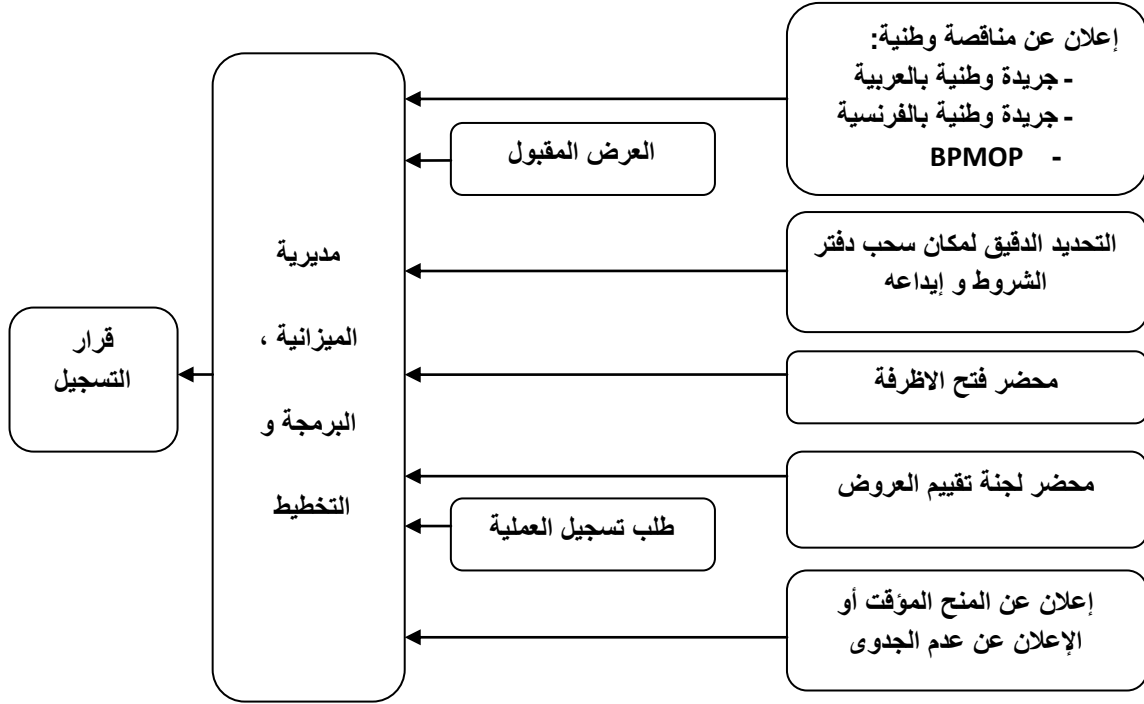 إعلان عن مناقصة وطنية:
- جريدة وطنية بالعربية
- جريدة وطنية بالفرنسية
- BPMOP
العرض المقبول
التحديد الدقيق لمكان سحب دفتر
الشروط و إيداعه
محضر فتح الاظرفة
محضر لجنة تقييم العروض
طلب تسجيل العملية
إعلان عن المنح المؤقت أو
الإعلان عن عدم الجدوى
مديرية
الميزانية ،
البرمجة و
التخطيط
قرار
التسجيل